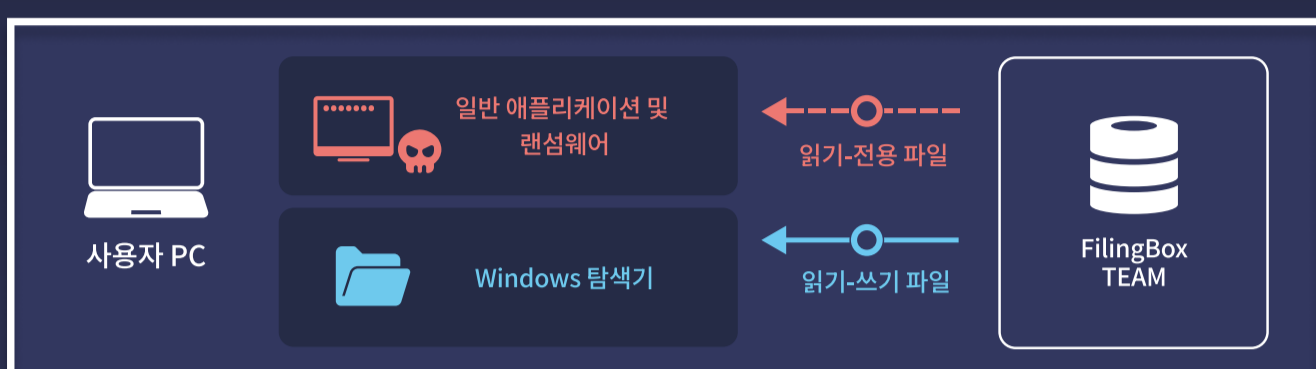 사용자 PC
일반 애플리케이션 및
랜섬웨어
Windows 탐색기
읽기-전용 파일
읽기-쓰기 파일
FilingBox
TEAM